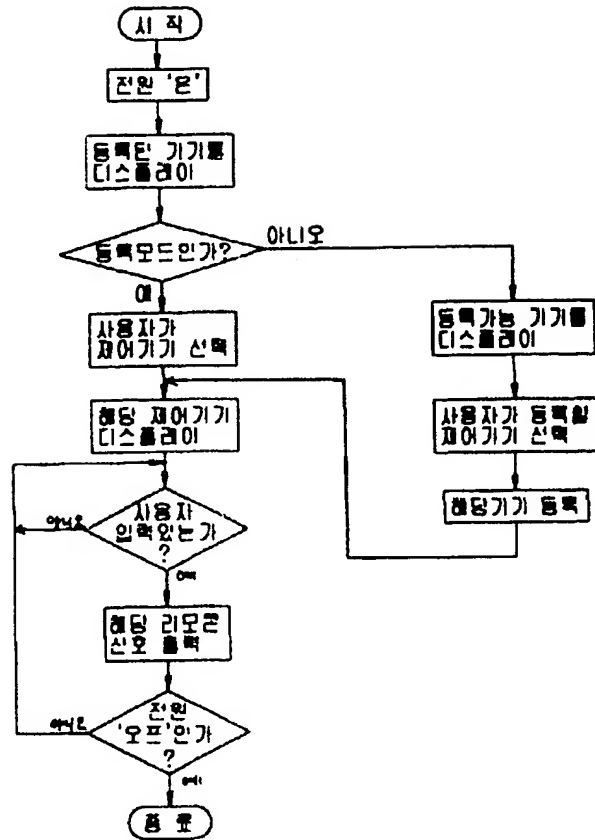 시 작
전원 '온'
등록된 기기를
디스플레이
등록모드인가?
아니오
예
사용자가
제어기기 선택
등록가능 기기를
디스플레이
해당 제어기기
디스플레이
사용자가 등록할
제어기기 선택
해당기기 등록
사용자
입력있는가
?
아니오
예
해당 리모콘
신호 출력
전원
'오프'인가
?
아니오
예
종 료